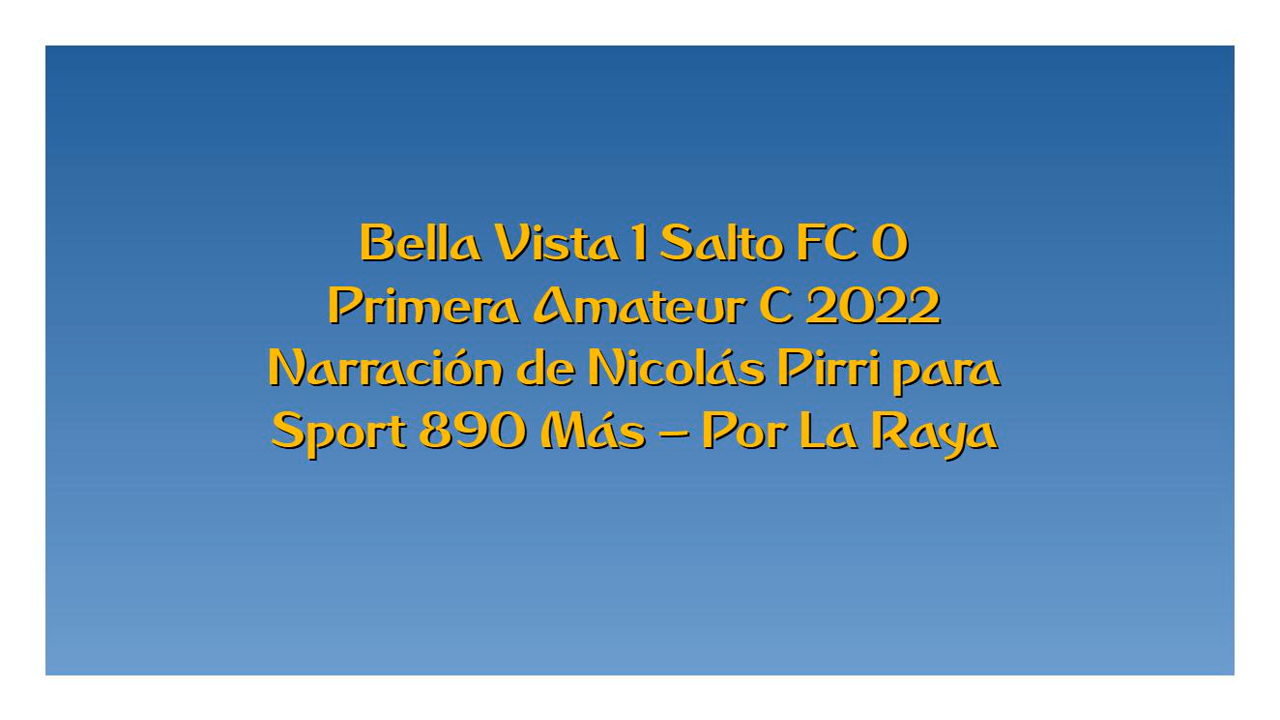 Bella Vista 1 Salto FC 0
Primera Amateur C 2022
Narración de Nicolás Pirri para
Sport 890 Más – Por La Raya